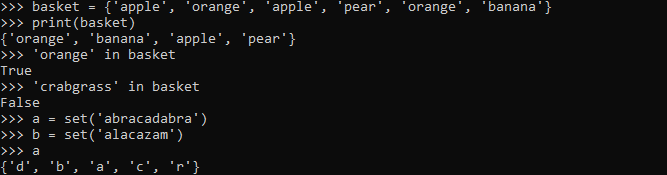 >>> basket = {'apple', 'orange', 'apple', 'pear', 'orange', 'banana'}
>>> print(basket)
{'orange', 'banana', 'apple', 'pear'}
>>> 'orange' in basket
True
>>> 'crabgrass' in basket
False
>>> a = set('abracadabra')
>>> b = set('alacazam')
>>> a
{'d', 'b', 'a', 'c', 'r'}